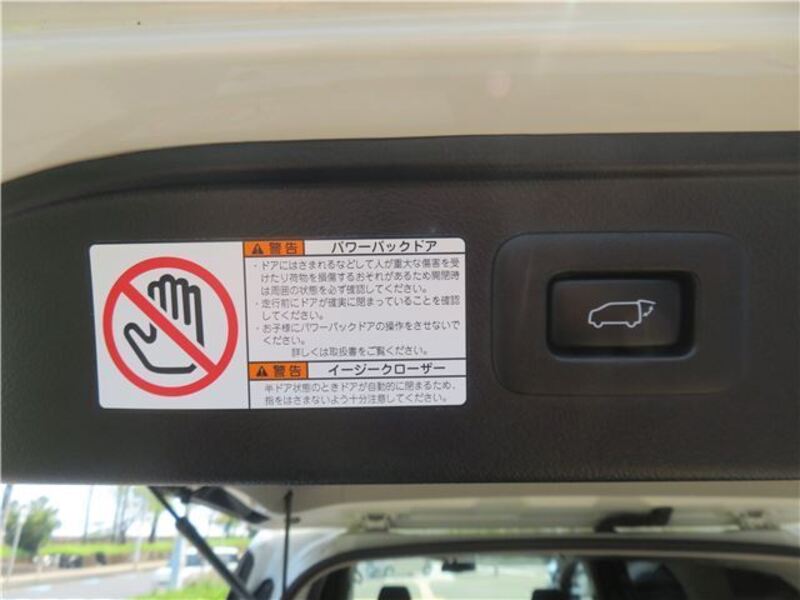 警告 パワーバックドア
・ドアにはさまれるなどして人が重大な傷害を受
けたり荷物を損傷するおそれがあるため開閉時
は周囲の状態を必ず確認してください。
・走行前にドアが確実に閉まっていることを確認
してください。
・お子様にパワーバックドアの操作をさせないで
ください。
詳しくは取扱書をご覧ください。
警告 イージークローザー
半ドア状態のときドアが自動的に閉まるため、
指をはさまないよう十分注意してください。